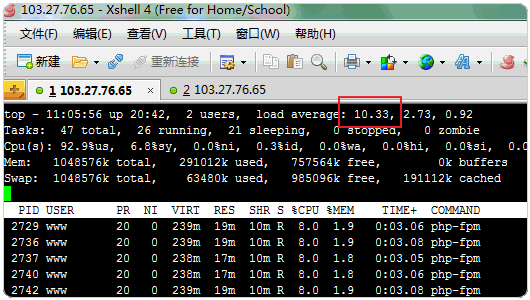 103.27.76.65 - Xshell 4 (Free for Home/School)
文件(F) 编辑(E) 查看(V) 工具(T) 窗口(W) 帮助(H)
新建 重新连接
1 103.27.76.65 × 2 103.27.76.65
top - 11:05:56 up 20:42, 2 users, load average: 10.33, 2.73, 0.92
Tasks: 47 total, 26 running, 21 sleeping, 0 stopped, 0 zombie
Cpu(s): 92.9%us, 6.8%sy, 0.0%ni, 0.3%id, 0.0%wa, 0.0%hi, 0.0%si, 0.0
Mem: 1048576k total, 291012k used, 757564k free, 0k buffers
Swap: 1048576k total, 63480k used, 985096k free, 191112k cached
PID USER PR NI VIRT RES SHR S %CPU %MEM TIME+ COMMAND
2729 www 20 0 239m 19m 10m R 8.0 1.9 0:03.06 php-fpm
2736 www 20 0 239m 19m 10m R 8.0 1.9 0:03.08 php-fpm
2737 www 20 0 238m 17m 10m R 8.0 1.8 0:03.05 php-fpm
2740 www 20 0 238m 17m 10m R 8.0 1.8 0:03.06 php-fpm
2742 www 20 0 239m 19m 10m R 8.0 1.9 0:03.03 php-fpm